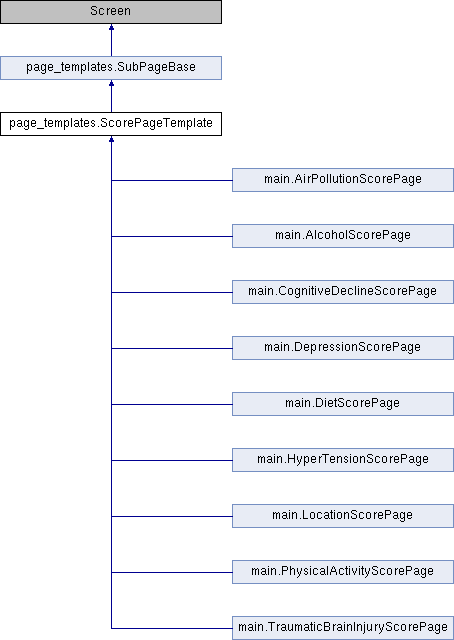 Screen
page_templates.SubPageBase
page_templates.ScorePageTemplate
main.AirPollutionScorePage
main.AlcoholScorePage
main.CognitiveDeclineScorePage
main.DepressionScorePage
main.DietScorePage
main.HyperTensionScorePage
main.LocationScorePage
main.PhysicalActivityScorePage
main.TraumaticBrainInjuryScorePage